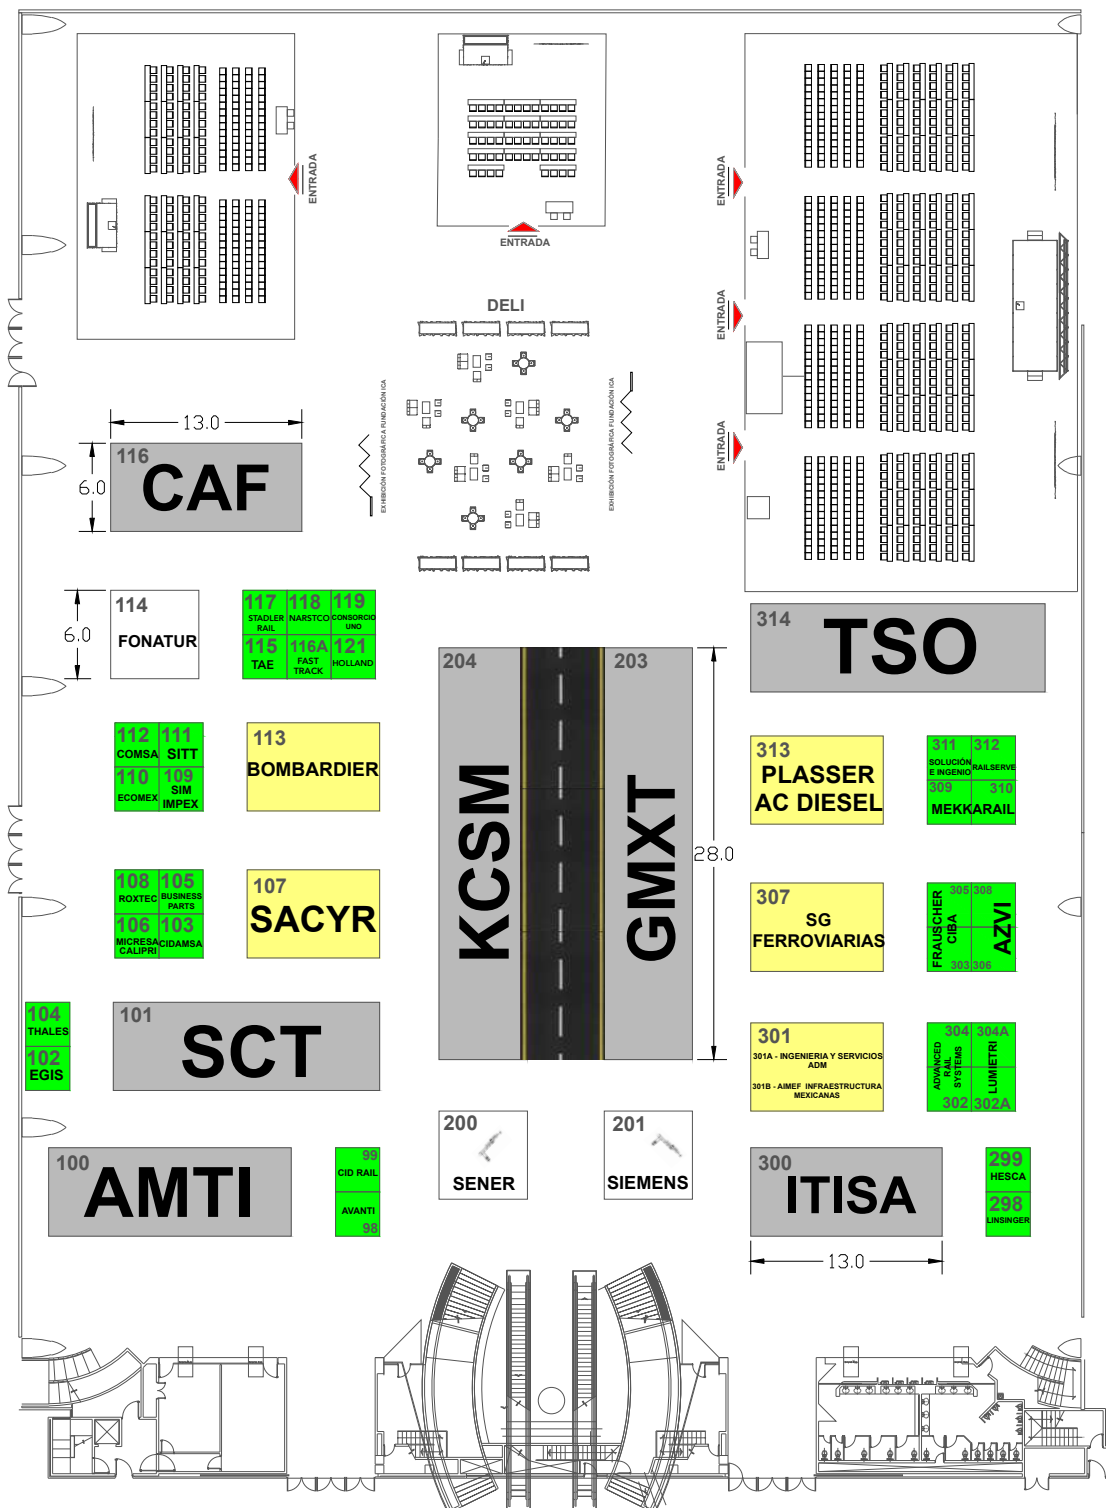 ENTRADA
ENTRADA
ENTRADA
ENTRADA
ENTRADA
DELI
EXHIBICIÓN FOTOGRÁFICA FUNDACIÓN ICA
EXHIBICIÓN FOTOGRÁFICA FUNDACIÓN ICA
13.0
6.0
116
CAF
6.0
114
FONATUR
117
STADLER
RAIL
118
NARSTCO
119
CONSORCIO
UNO
115
TAE
116A
FAST
TRACK
121
HOLLAND
314
TSO
204
KCSM
203
GMXT
28.0
112
COMSA
111
SITT
110
ECOMEX
109
SIM
IMPEX
113
BOMBARDIER
313
PLASSER
AC DIESEL
311
SOLUCIÓN
E INGENIO
312
RAILSERVE
309
310
MEKKARAIL
108
ROXTEC
105
BUSINESS
PARTS
106
MICRESA
CALIPRI
103
CIDAMSA
107
SACYR
307
SG
FERROVIARIAS
305
308
FRAUSCHER
CIBA
AZVI
303
306
104
THALES
102
EGIS
101
SCT
301
301A - INGENIERIA Y SERVICIOS
ADM
301B - AIMEF INFRAESTRUCTURA
MEXICANAS
304
304A
ADVANCED
RAIL
SYSTEMS
LUMIETRI
302
302A
200
SENER
201
SIEMENS
100
AMTI
99
CID RAIL
AVANTI
98
300
ITISA
13.0
299
HESCA
298
LINSINGER